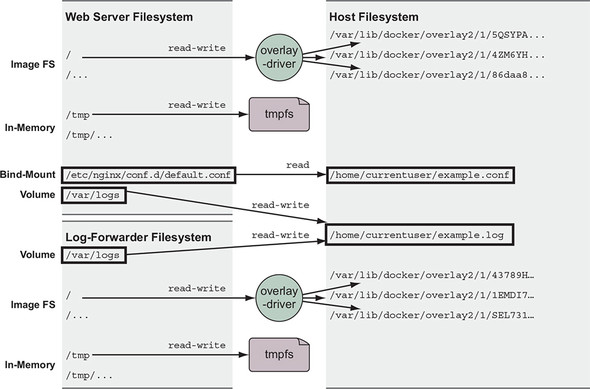 Web Server Filesystem
Host Filesystem
Image FS
/
/...
read-write
overlay
-driver
/var/lib/docker/overlay2/1/5QSYPA...
/var/lib/docker/overlay2/1/4ZM6YH...
/var/lib/docker/overlay2/1/86daa8...
In-Memory
/tmp
/tmp/...
read-write
tmpfs
Bind-Mount
/etc/nginx/conf.d/default.conf
read
/home/currentuser/example.conf
Volume
/var/logs
read-write
Log-Forwarder Filesystem
read-write
/home/currentuser/example.log
Volume
/var/logs
Image FS
/
/...
read-write
overlay
-driver
/var/lib/docker/overlay2/1/43789H…
/var/lib/docker/overlay2/1/1EMDI7…
/var/lib/docker/overlay2/1/SEL731…
In-Memory
/tmp
/tmp/...
read-write
tmpfs